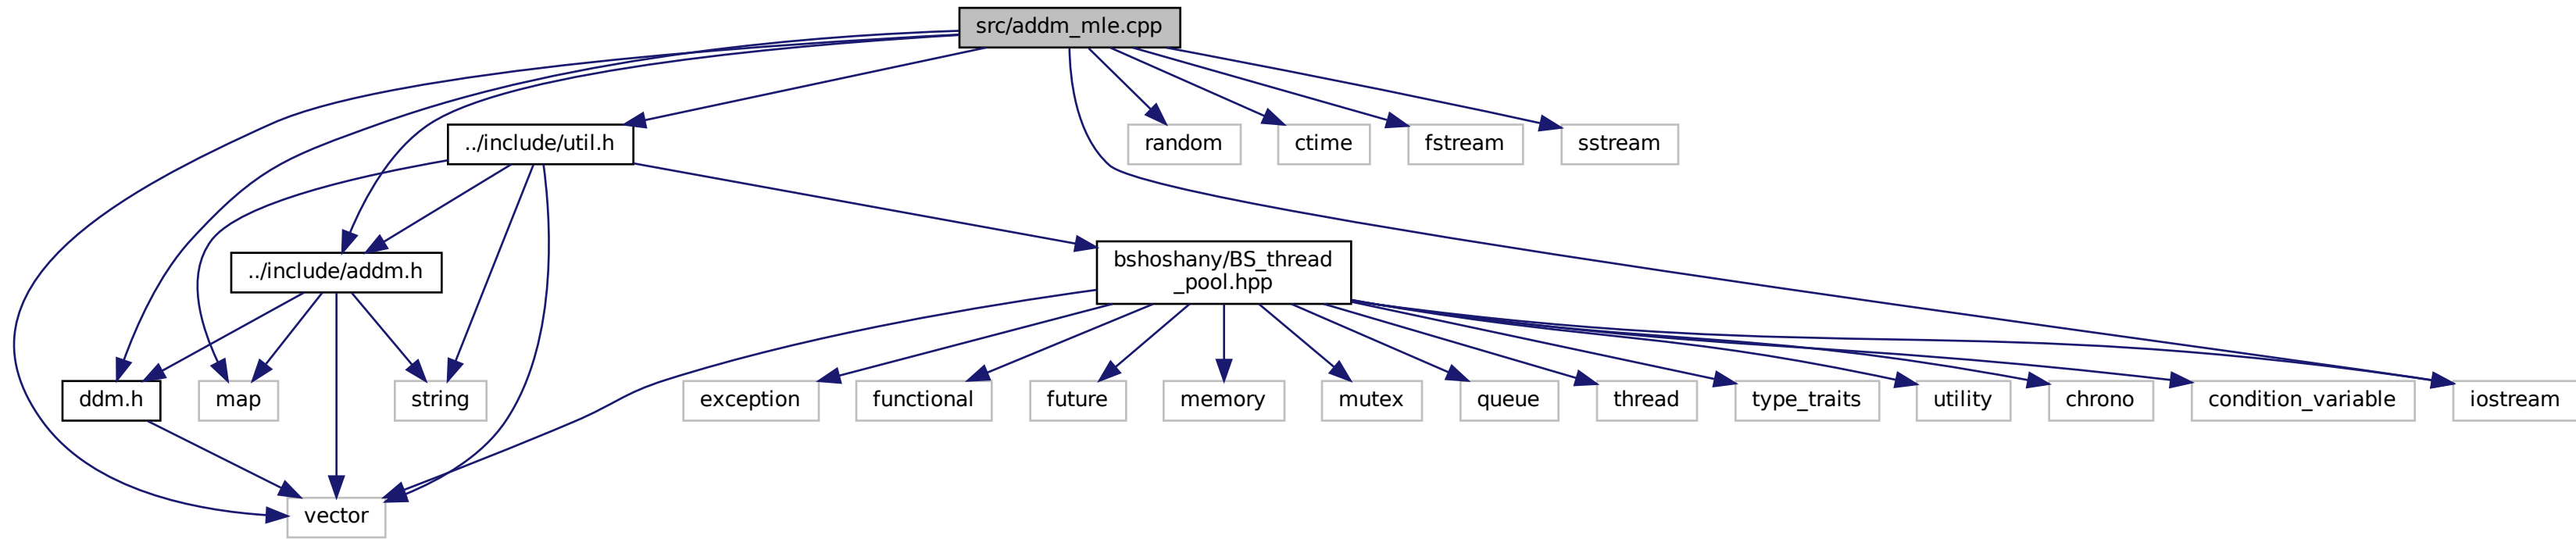 src/addm_mle.cpp
../include/util.h
random
ctime
fstream
sstream
../include/addm.h
bshoshany/BS_thread
_pool.hpp
ddm.h
map
string
exception
functional
future
memory
mutex
queue
thread
type_traits
utility
chrono
condition_variable
iostream
vector